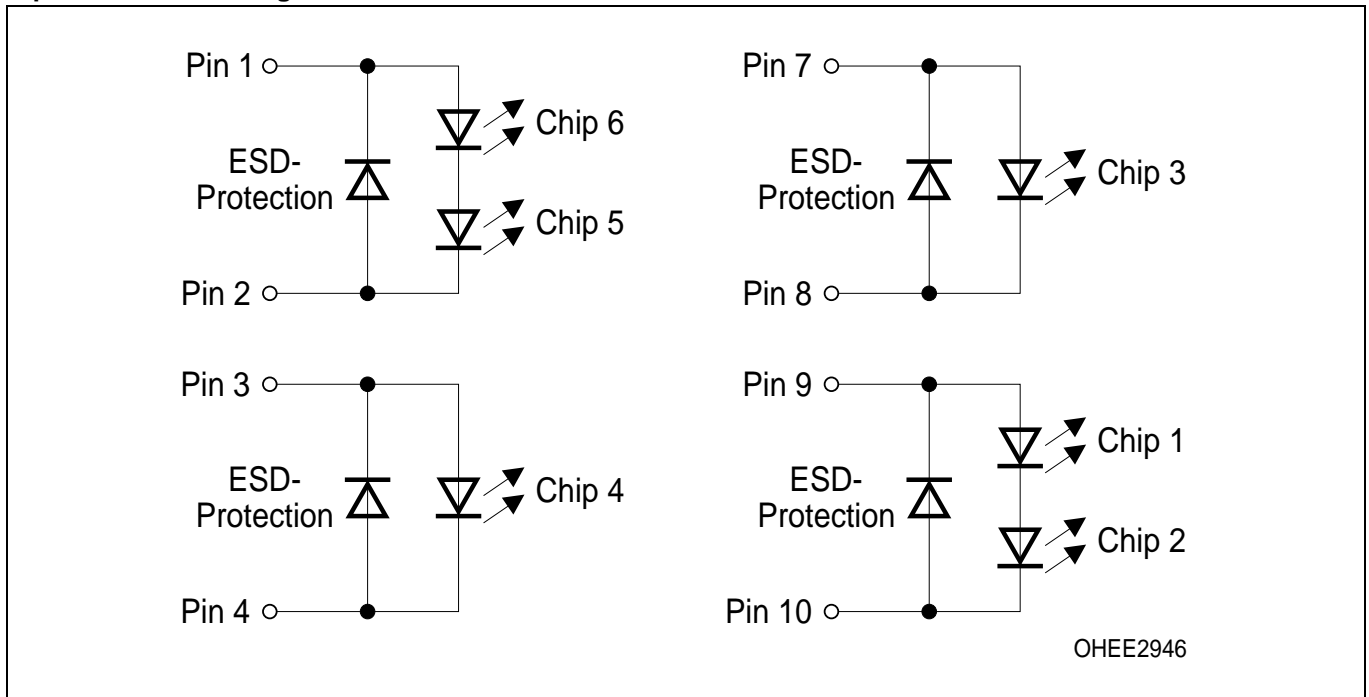 Pin 1
Chip 6
ESD-
Protection
Chip 5
Pin 2
Pin 7
ESD-
Protection
Chip 3
Pin 8
Pin 3
ESD-
Protection
Chip 4
Pin 4
Pin 9
Chip 1
ESD-
Protection
Chip 2
Pin 10
OHEE2946